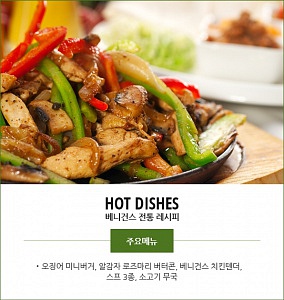 HOT DISHES
베니건스 전통 레시피
주요메뉴
• 오징어 미니버거, 알감자 로즈마리 버터콘, 베니건스 치킨텐더,
스프 3종, 소고기 무국